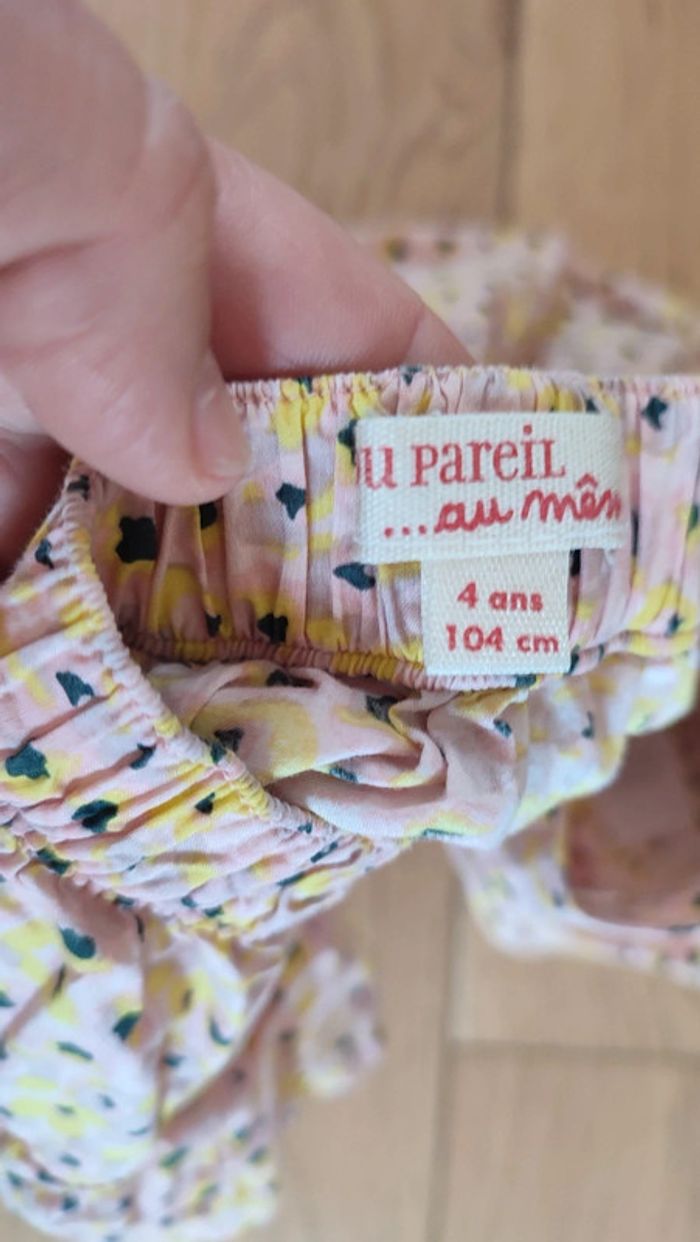 u PareiL
...au mêm
4 ans
104 cm